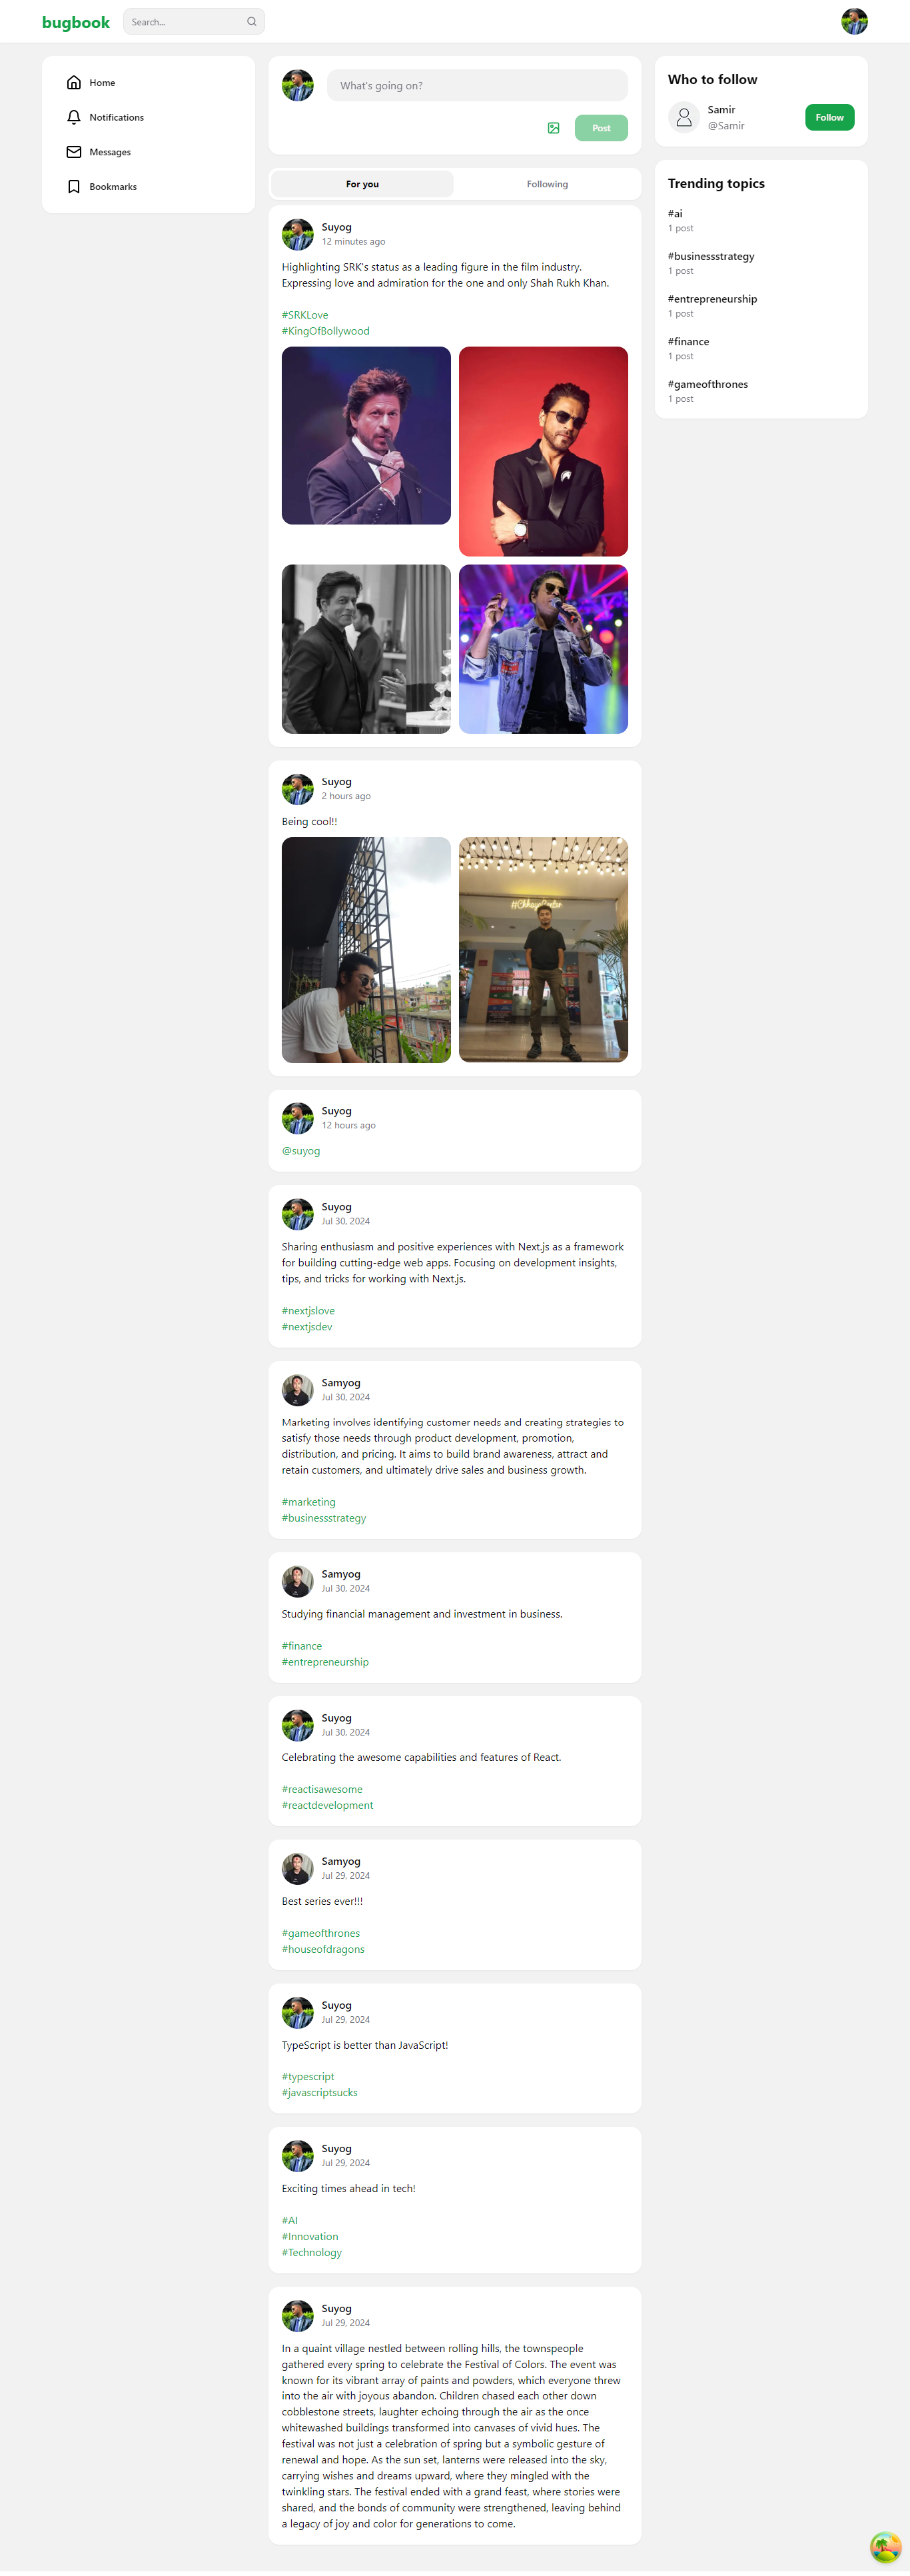 bugbook
Search...
Home
Notifications
Messages
Bookmarks
What's going on?
Post
For you
Following
Suyog
12 minutes ago
Highlighting SRK's status as a leading figure in the film industry.
Expressing love and admiration for the one and only Shah Rukh Khan.
#SRKLove
#KingOfBollywood
Suyog
2 hours ago
Being cool!!
Suyog
12 hours ago
@suyog
Suyog
Jul 30, 2024
Sharing enthusiasm and positive experiences with Next.js as a framework
for building cutting-edge web apps. Focusing on development insights,
tips, and tricks for working with Next.js.
#nextjslove
#nextjsdev
Samyog
Jul 30, 2024
Marketing involves identifying customer needs and creating strategies to
satisfy those needs through product development, promotion,
distribution, and pricing. It aims to build brand awareness, attract and
retain customers, and ultimately drive sales and business growth.
#marketing
#businessstrategy
Samyog
Jul 30, 2024
Studying financial management and investment in business.
#finance
#entrepreneurship
Suyog
Jul 30, 2024
Celebrating the awesome capabilities and features of React.
#reactisawesome
#reactdevelopment
Samyog
Jul 29, 2024
Best series ever!!!
#gameofthrones
#houseofdragons
Suyog
Jul 29, 2024
TypeScript is better than JavaScript!
#typescript
#javascriptsucks
Suyog
Jul 29, 2024
Exciting times ahead in tech!
#AI
#Innovation
#Technology
Suyog
Jul 29, 2024
In a quaint village nestled between rolling hills, the townspeople
gathered every spring to celebrate the Festival of Colors. The event was
known for its vibrant array of paints and powders, which everyone threw
into the air with joyous abandon. Children chased each other down
cobblestone streets, laughter echoing through the air as the once
whitewashed buildings transformed into canvases of vivid hues. The
festival was not just a celebration of spring but a symbolic gesture of
renewal and hope. As the sun set, lanterns were released into the sky,
carrying wishes and dreams upward, where they mingled with the
twinkling stars. The festival ended with a grand feast, where stories were
shared, and the bonds of community were strengthened, leaving behind
a legacy of joy and color for generations to come.
Who to follow
Samir
@Samir
Follow
Trending topics
#ai
1 post
#businessstrategy
1 post
#entrepreneurship
1 post
#finance
1 post
#gameofthrones
1 post